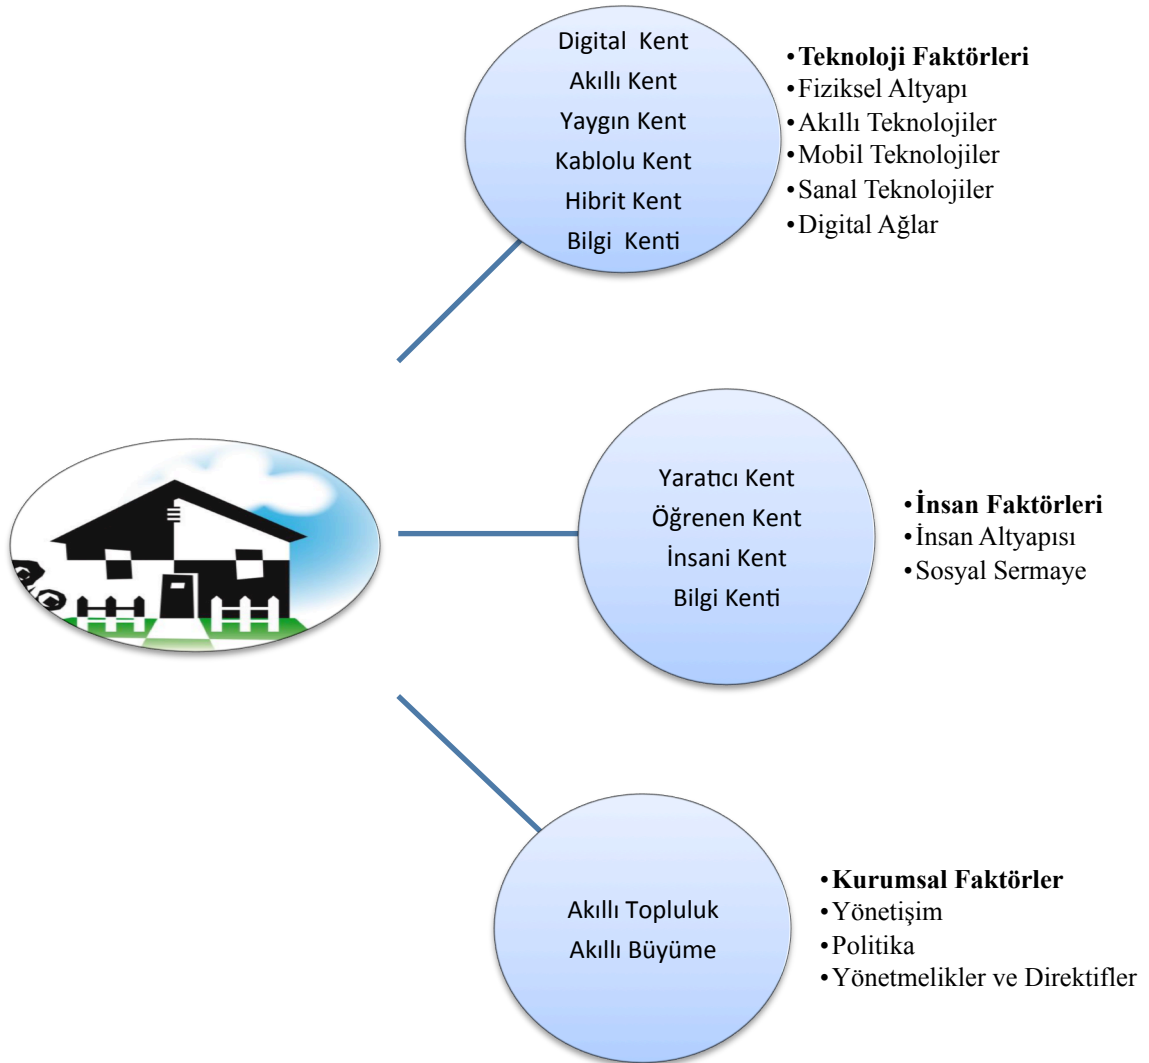 Digital Kent
Akıllı Kent
Yaygın Kent
Kablolu Kent
Hibrit Kent
Bilgi Kenti
•Teknoloji Faktörleri
•Fiziksel Altyapı
•Akıllı Teknolojiler
•Mobil Teknolojiler
•Sanal Teknolojiler
•Digital Ağlar
Yaratıcı Kent
Öğrenen Kent
İnsani Kent
Bilgi Kenti
•İnsan Faktörleri
•İnsan Altyapısı
•Sosyal Sermaye
Akıllı Topluluk
Akıllı Büyüme
•Kurumsal Faktörler
•Yönetişim
•Politika
•Yönetmelikler ve Direktifler